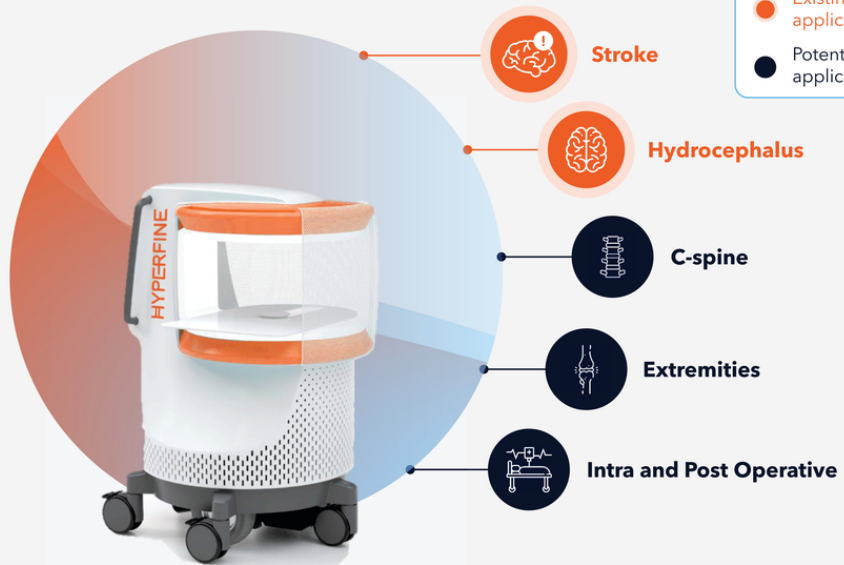 Stroke
Hydrocephalus
C-spine
Extremities
Intra and Post Operative
HYPERFINE